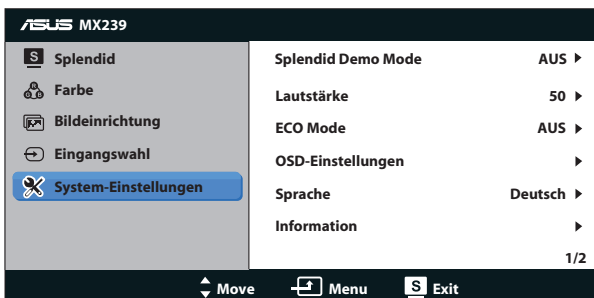 ASUS MX239
S Splendid
Farbe
Bildeinrichtung
Eingangswahl
System-Einstellungen
Splendid Demo Mode AUS
Lautstärke 50
ECO Mode AUS
OSD-Einstellungen
Sprache Deutsch
Information
1/2
Move Menu S Exit